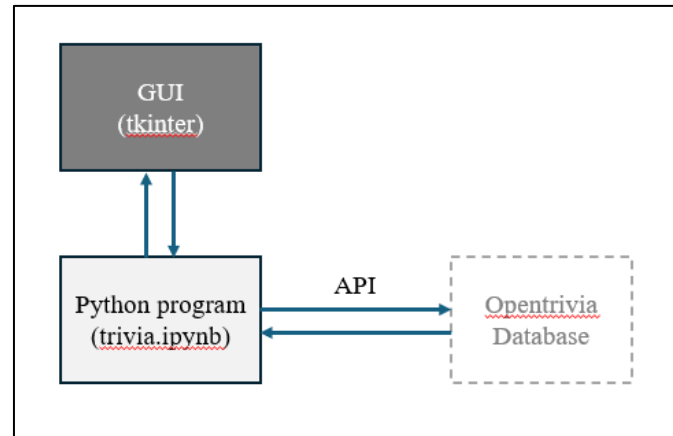 GUI
(tkinter)
Python program
(trivia.ipynb)
API
Opentrivia
Database